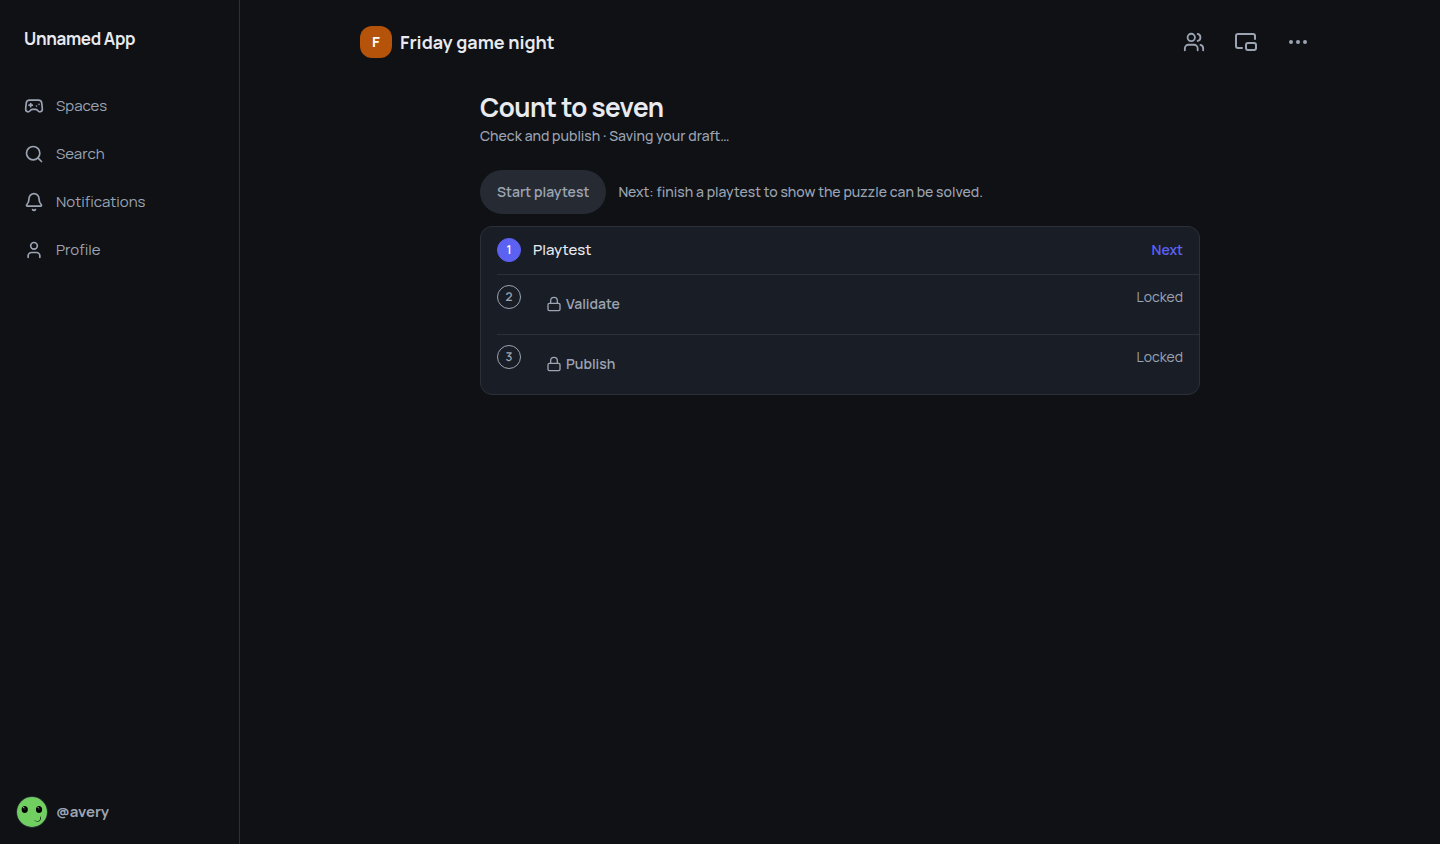 Unnamed App
Spaces
Search
Notifications
Profile
@avery
F Friday game night
Count to seven
Check and publish · Saving your draft…
Start playtest Next: finish a playtest to show the puzzle can be solved.
1 Playtest Next
2 Validate Locked
3 Publish Locked